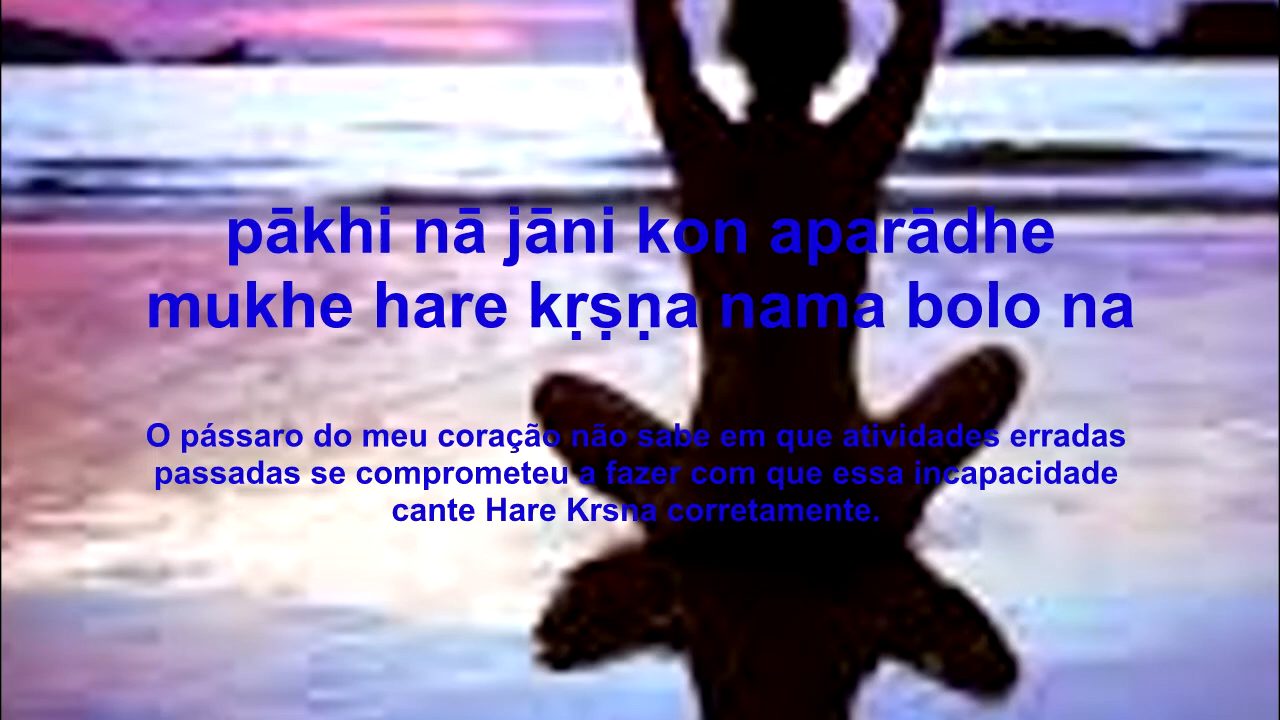 pākhi nā jāni kon aparādhe
mukhe hare kṛṣṇa nama bolo na
O pássaro do meu coração não sabe em que atividades erradas
passadas se comprometeu a fazer com que essa incapacidade
cante Hare Krsna corretamente.